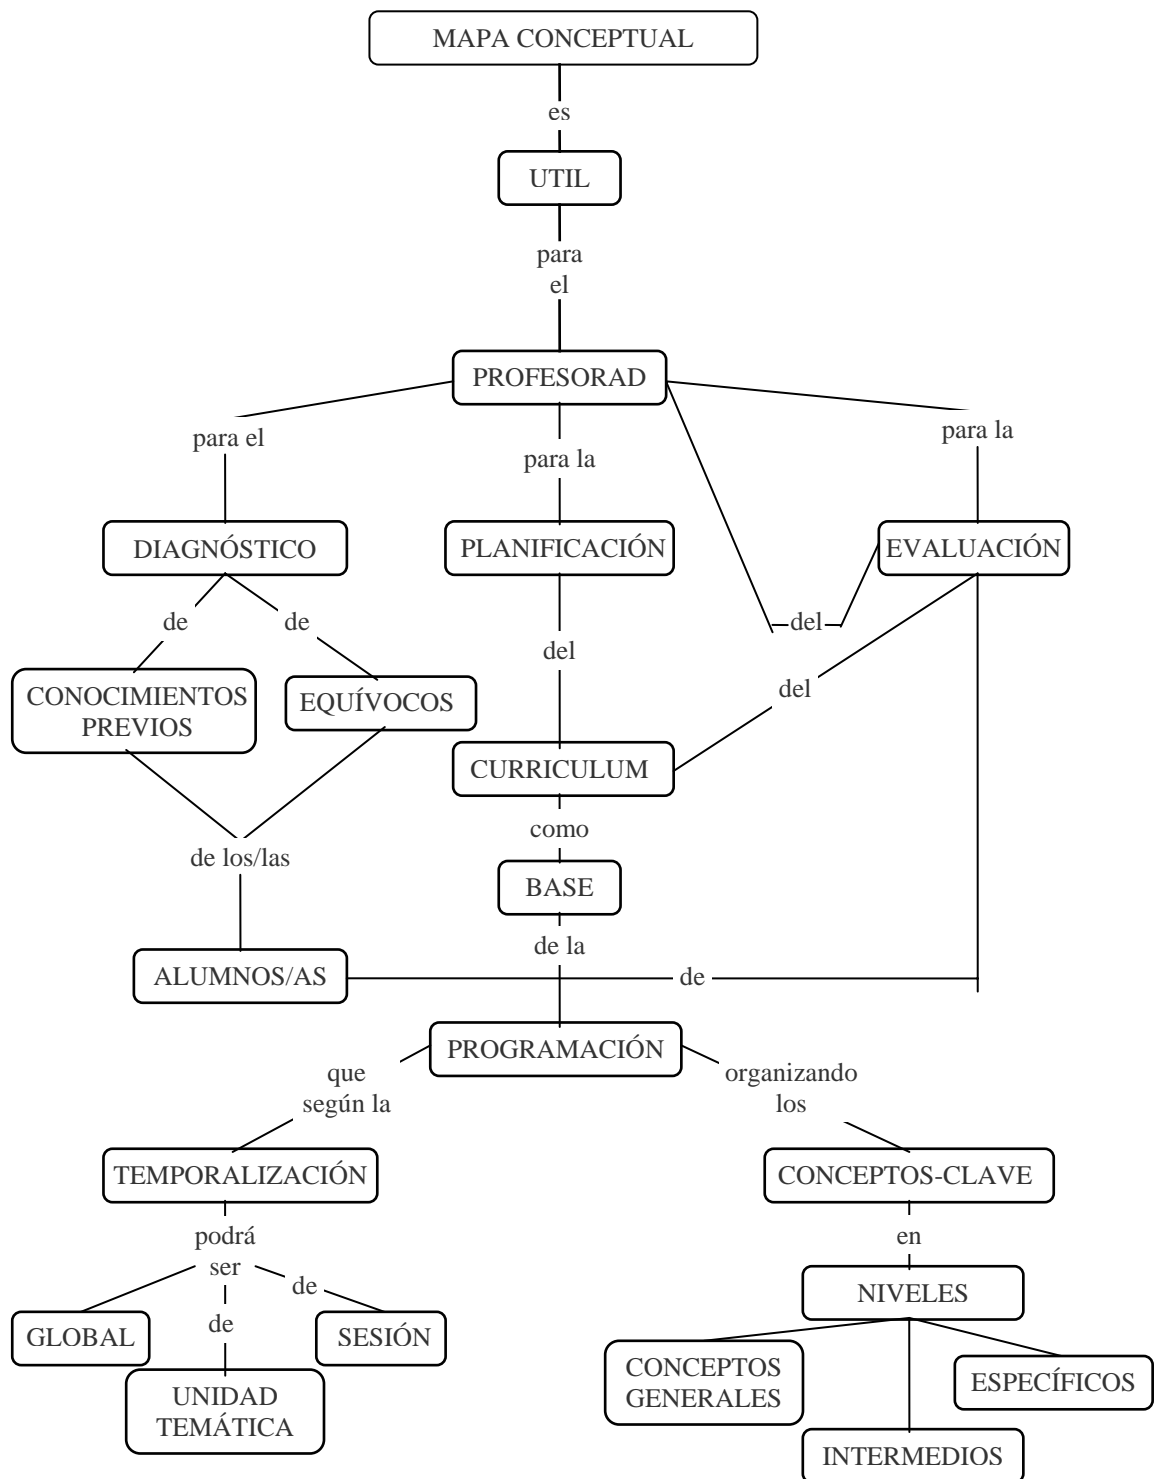 MAPA CONCEPTUAL
es
UTIL
para
el
PROFESORAD
para el
para la
para la
DIAGNÓSTICO
PLANIFICACIÓN
EVALUACIÓN
de
de
del
del
del
CONOCIMIENTOS
PREVIOS
EQUÍVOCOS
CURRICULUM
como
de los/las
BASE
de la
ALUMNOS/AS
de
PROGRAMACIÓN
que
según la
organizando
los
TEMPORALIZACIÓN
CONCEPTOS-CLAVE
podrá
ser
en
de
de
NIVELES
GLOBAL
SESIÓN
UNIDAD
TEMÁTICA
CONCEPTOS
GENERALES
ESPECÍFICOS
INTERMEDIOS